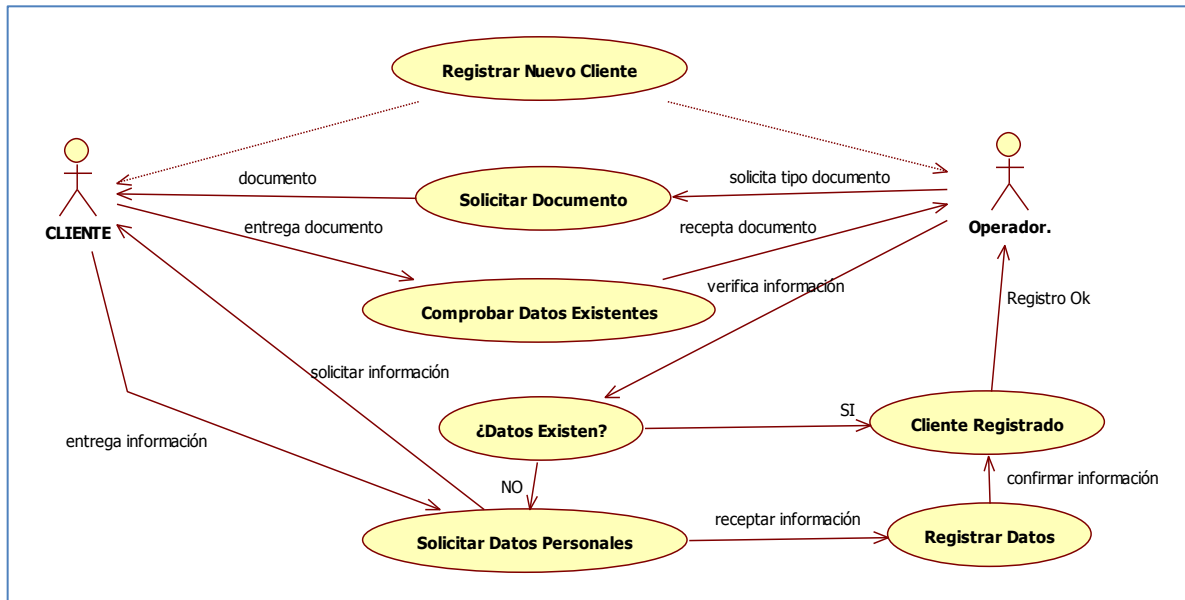 Registrar Nuevo Cliente
documento
solicita tipo documento
Solicitar Documento
CLIENTE
entrega documento
recepta documento
Operador.
verifica información
Comprobar Datos Existentes
Registro Ok
solicitar información
SI
¿Datos Existen?
Cliente Registrado
entrega información
NO
confirmar información
receptar información
Solicitar Datos Personales
Registrar Datos